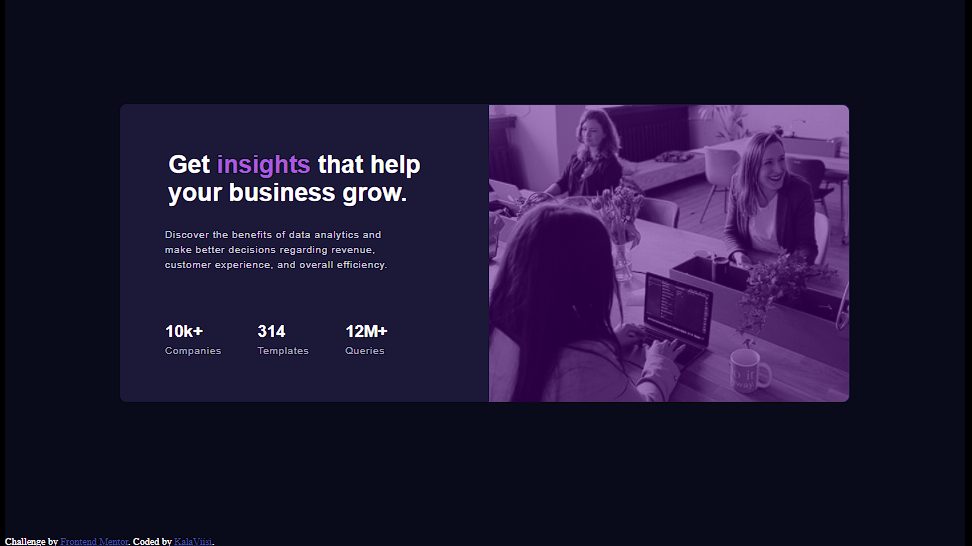 Get insights that help
your business grow.
Discover the benefits of data analytics and
make better decisions regarding revenue,
customer experience, and overall efficiency.
10k+ 314 12M+
Companies Templates Queries
Challenge by Frontend Mentor. Coded by KalaViisi.